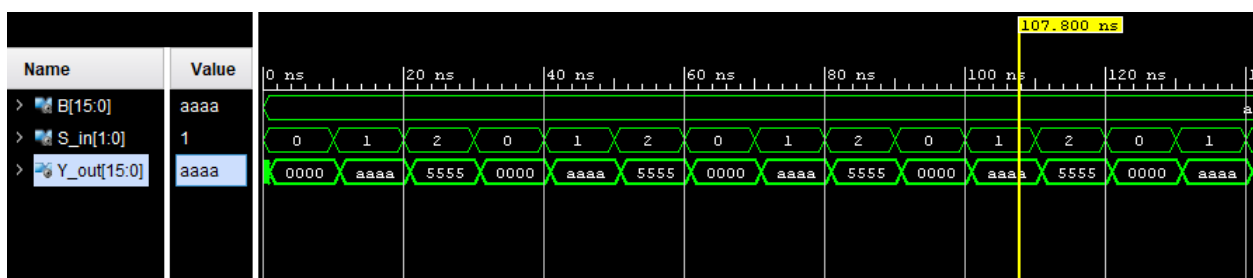 107.800 ns
Name Value 0 ns 20 ns 40 ns 60 ns 80 ns 100 ns 120 ns
> B[15:0] aaaa a
> S_in[1:0] 1 0 1 2 0 1 2 0 1 2 0 1 2 0 1
> Y_out[15:0] aaaa 0000 aaaa 5555 0000 aaaa 5555 0000 aaaa 5555 0000 aaaa 5555 0000 aaaa